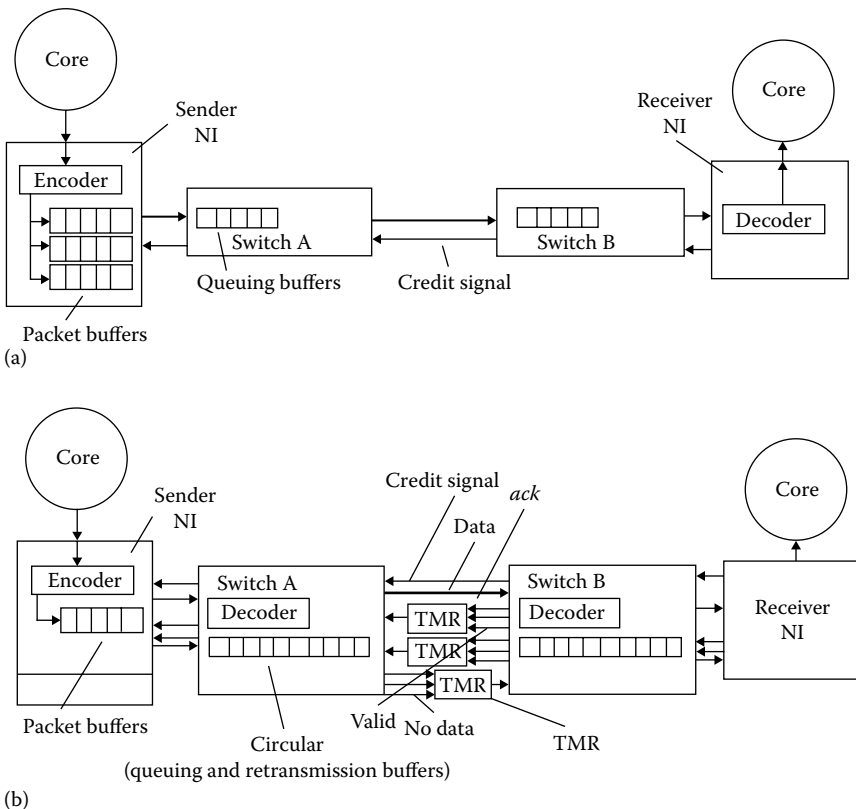 Core
Sender
NI
Encoder
Packet buffers
Switch A
Queuing buffers
Credit signal
Switch B
Receiver
NI
Core
Decoder
(a)
Core
Sender
NI
Encoder
Packet buffers
Credit signal
ack
Data
Switch A
Decoder
TMR
TMR
TMR
Switch B
Decoder
Core
Receiver
NI
Valid
No data
TMR
Circular
(queuing and retransmission buffers)
(b)